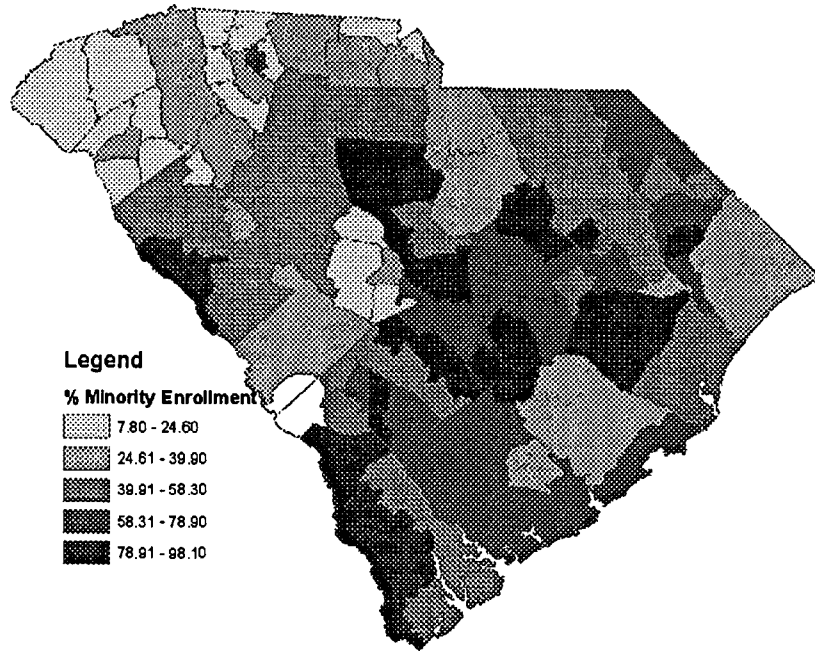 Legend
% Minority Enrollment
7.80 - 24.60
24.61 - 39.90
39.91 - 58.30
58.31 - 78.90
78.91 - 98.10